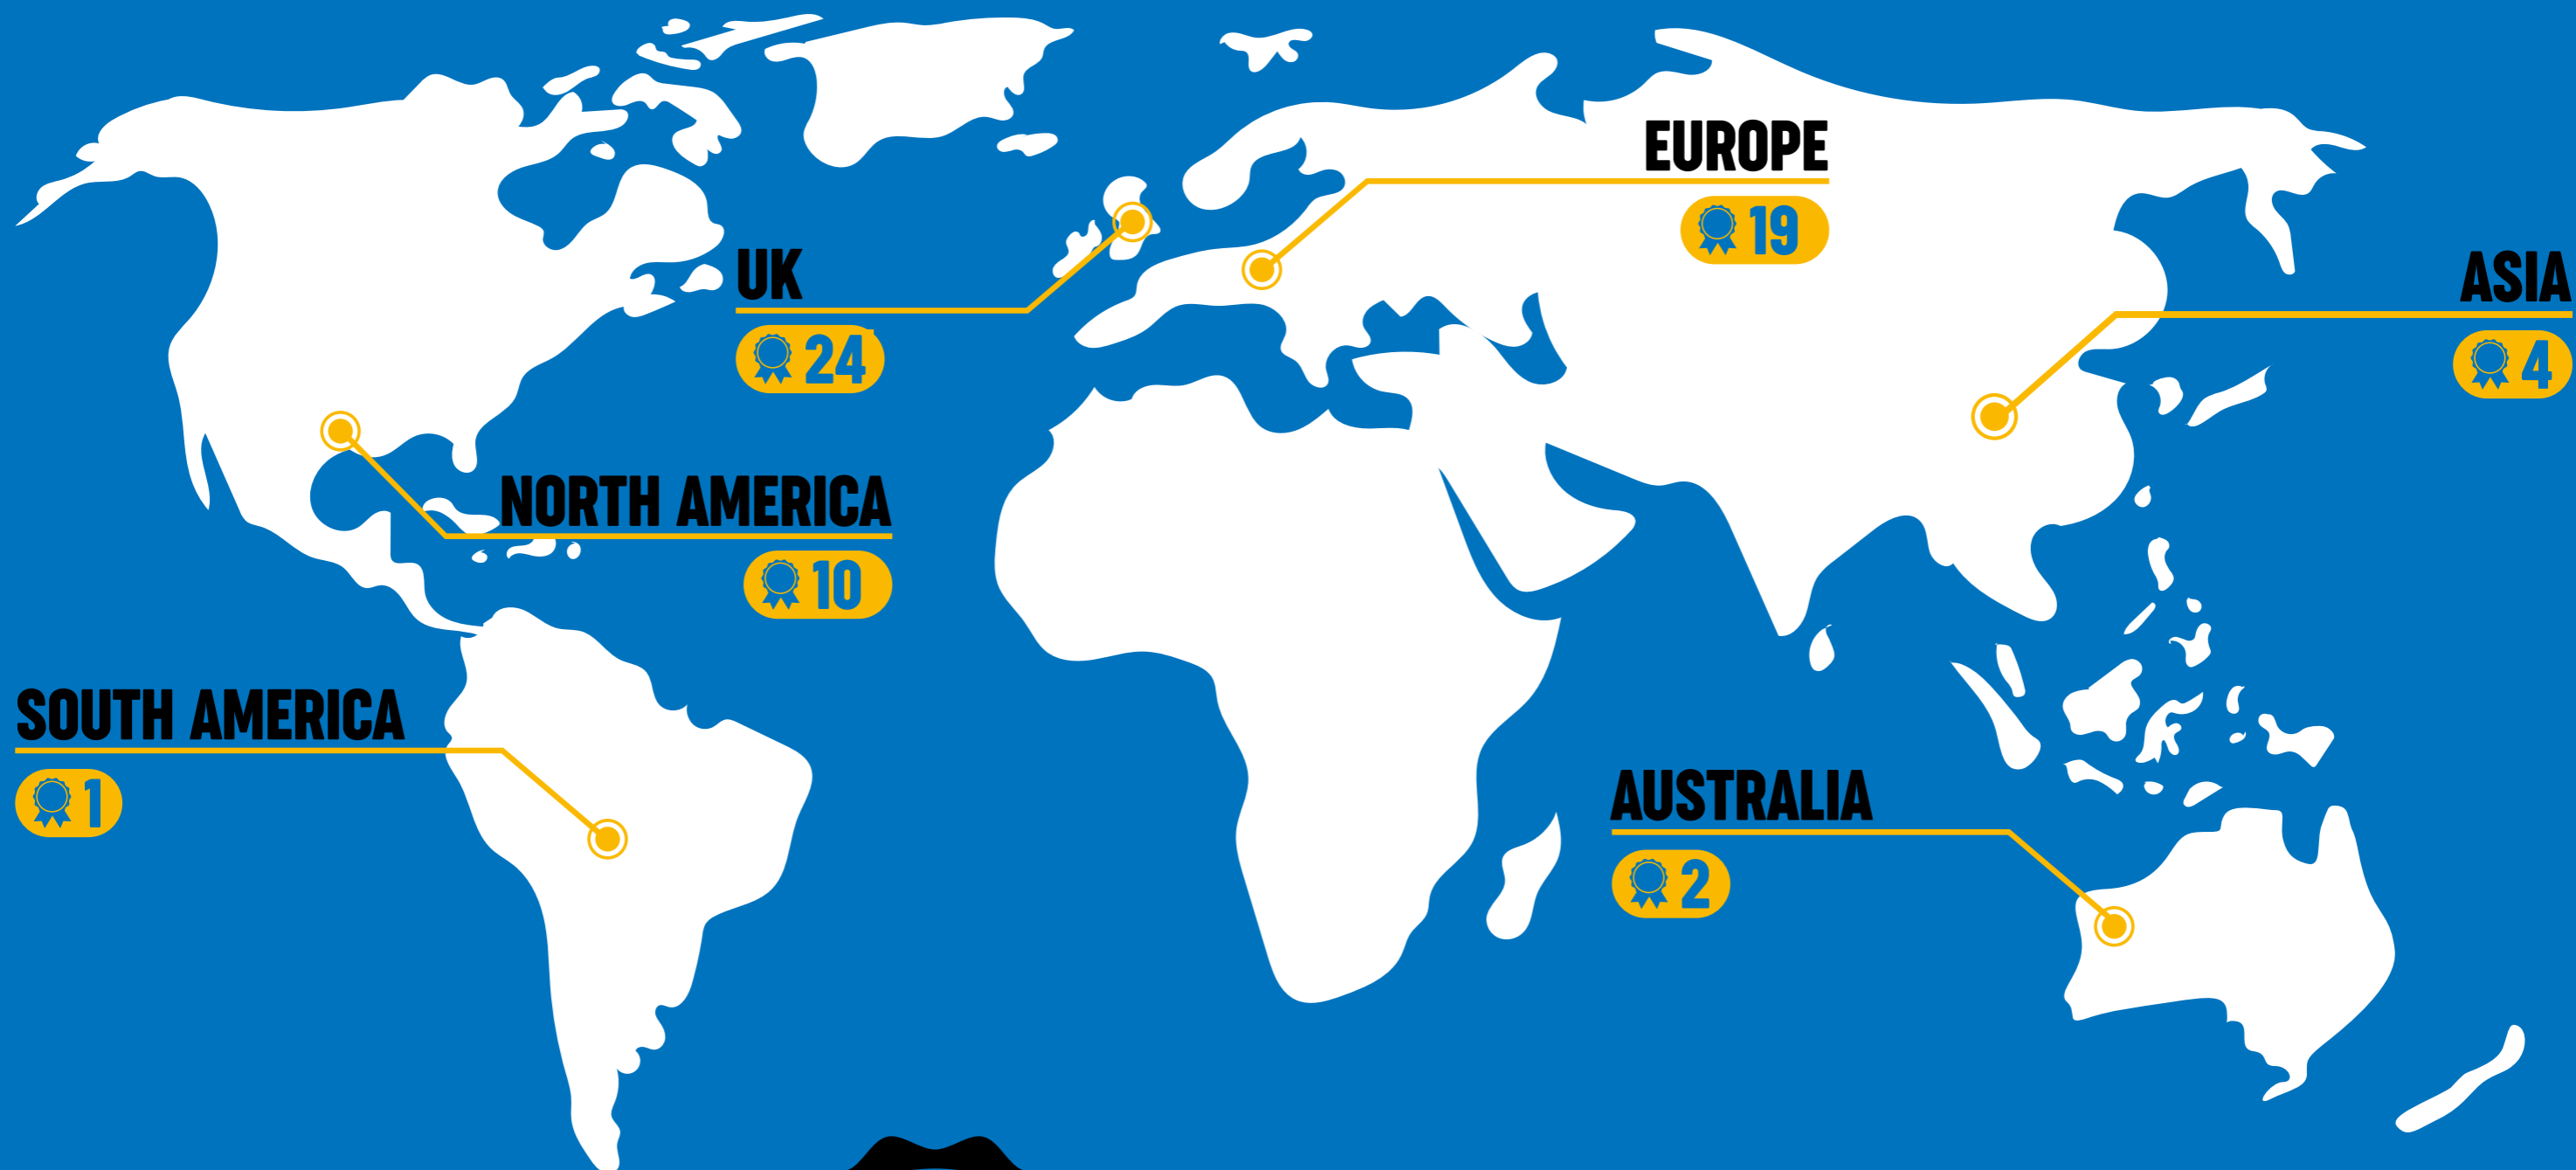 EUROPE
19
UK
24
ASIA
4
NORTH AMERICA
10
SOUTH AMERICA
1
AUSTRALIA
2